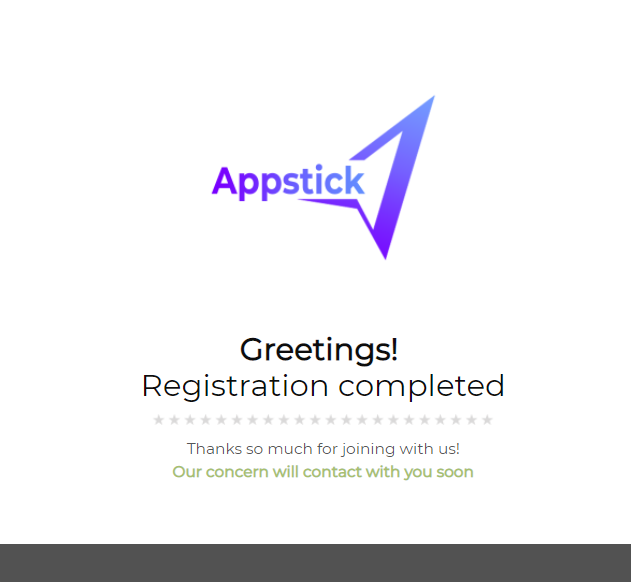 Appstick
Greetings!
Registration completed
Thanks so much for joining with us!
Our concern will contact with you soon